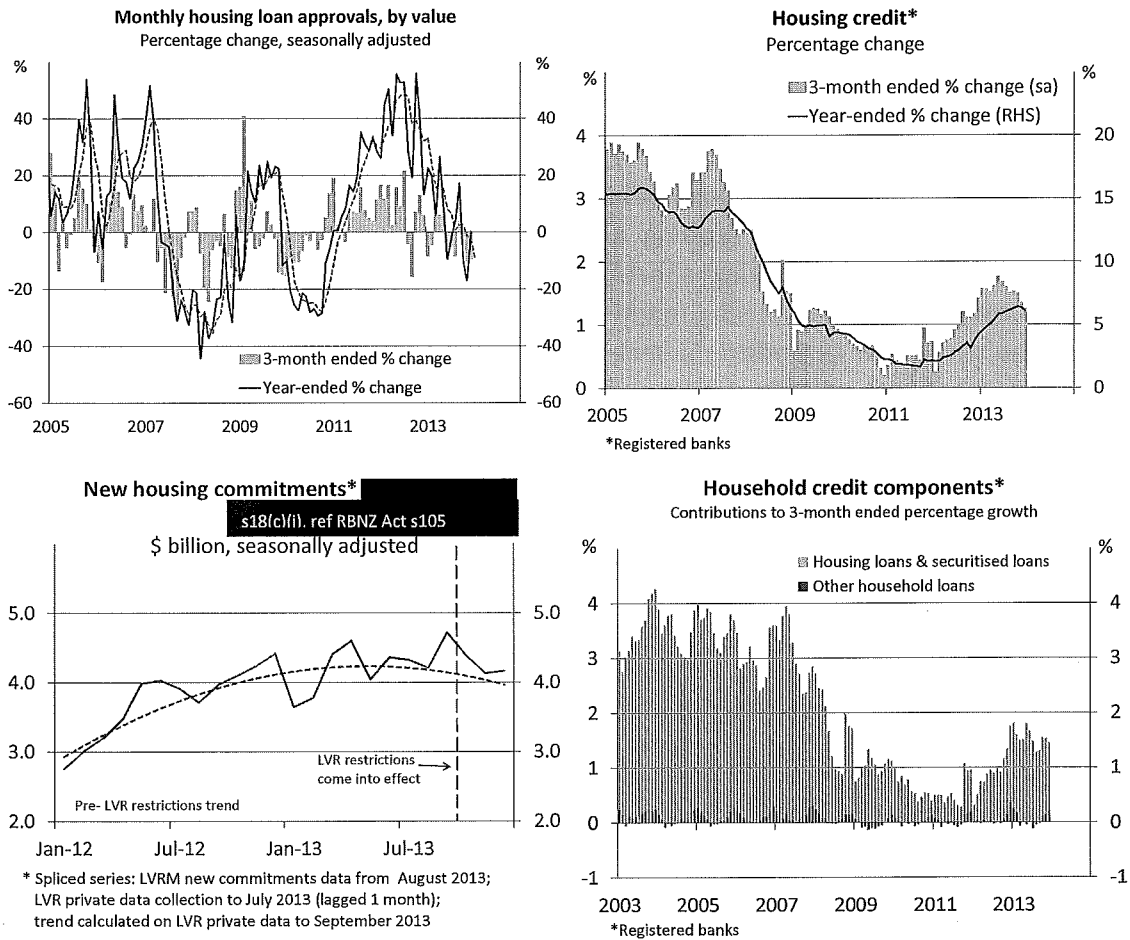 Monthly housing loan approvals, by value
Percentage change, seasonally adjusted
%
%
40
20
0
-20
-40
-60
40
20
0
-20
-40
-60
3-month ended % change
Year-ended % change
2005
2007
2009
2011
2013
Housing credit*
Percentage change
%
%
3-month ended % change (sa)
Year-ended % change (RHS)
4
3
2
1
0
20
15
10
5
0
2005
2007
2009
2011
2013
*Registered banks
New housing commitments*
s18(c)(i). ref RBNZ Act s105
$ billion, seasonally adjusted
5.0
4.0
3.0
2.0
5.0
4.0
3.0
2.0
LVR restrictions
come into effect
Pre- LVR restrictions trend
Jan-12
Jul-12
Jan-13
Jul-13
* Spliced series: LVRM new commitments data from August 2013;
LVR private data collection to July 2013 (lagged 1 month);
trend calculated on LVR private data to September 2013
Household credit components*
Contributions to 3-month ended percentage growth
%
%
Housing loans & securitised loans
Other household loans
4
3
2
1
0
-1
4
3
2
1
0
-1
2003
2005
2007
2009
2011
2013
*Registered banks